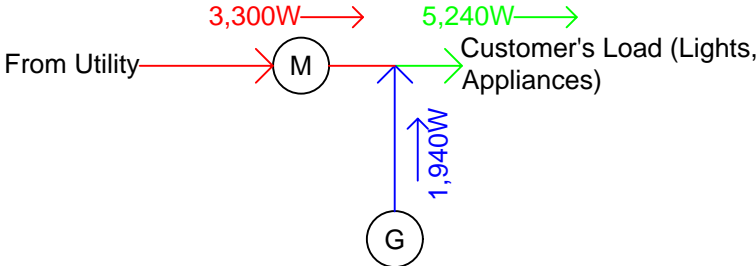 3,300W
5,240W
From Utility
M
Customer's Load (Lights,
Appliances)
1,940W
G